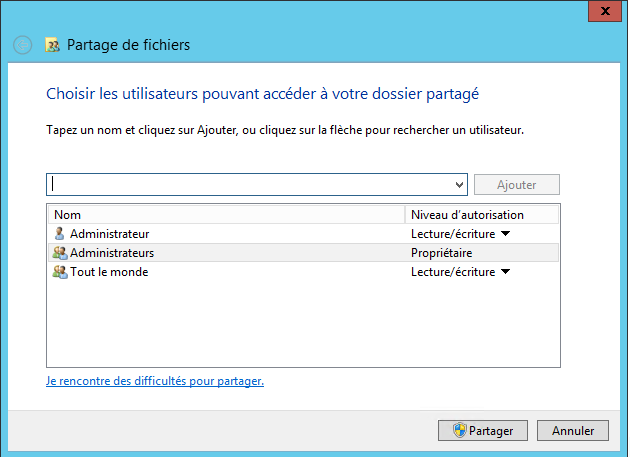 Partage de fichiers
Choisir les utilisateurs pouvant accéder à votre dossier partagé
Tapez un nom et cliquez sur Ajouter, ou cliquez sur la flèche pour rechercher un utilisateur.
Ajouter
Nom Niveau d'autorisation
Administrateur Lecture/écriture
Administrateurs Propriétaire
Tout le monde Lecture/écriture
Je rencontre des difficultés pour partager.
Partager Annuler